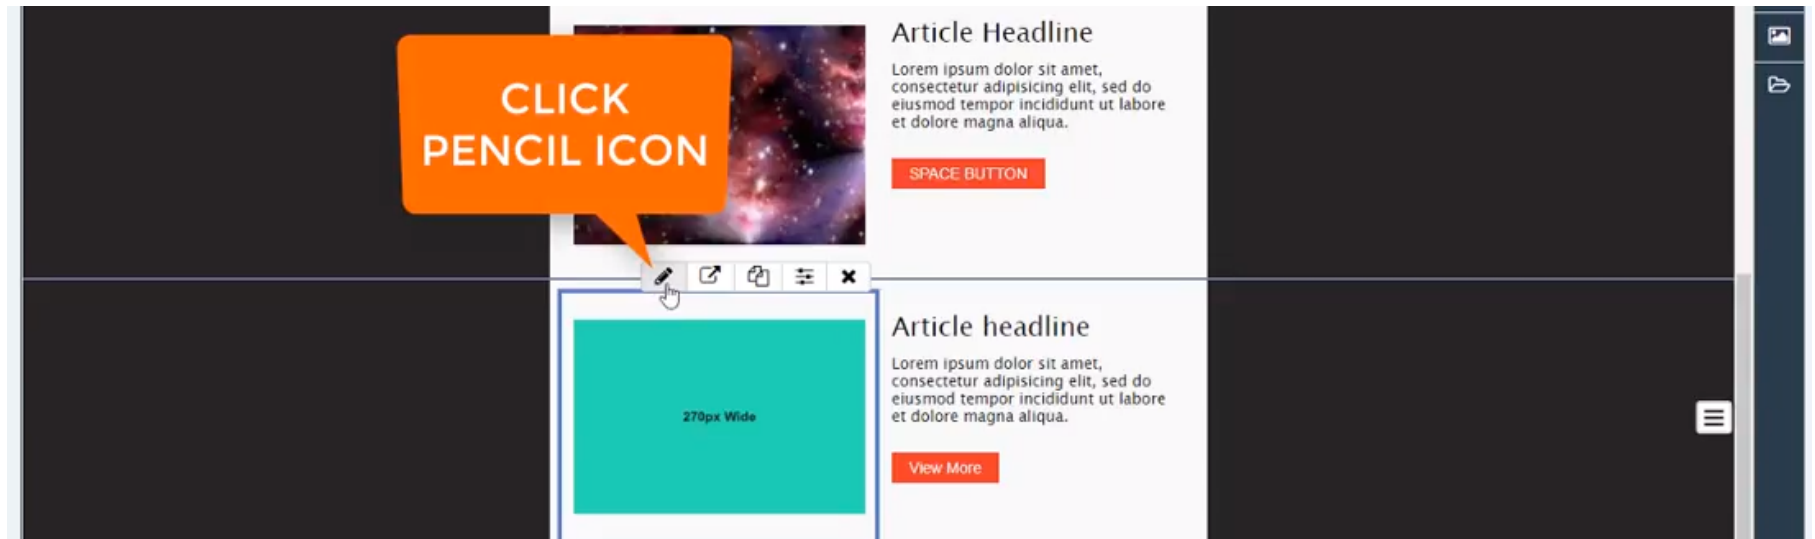 CLICK
PENCIL ICON
Article Headline
Lorem ipsum dolor sit amet,
consectetur adipisicing elit, sed do
eiusmod tempor incididunt ut labore
et dolore magna aliqua.
SPACE BUTTON
270px Wide
Article headline
Lorem ipsum dolor sit amet,
consectetur adipisicing elit, sed do
eiusmod tempor incididunt ut labore
et dolore magna aliqua.
View More